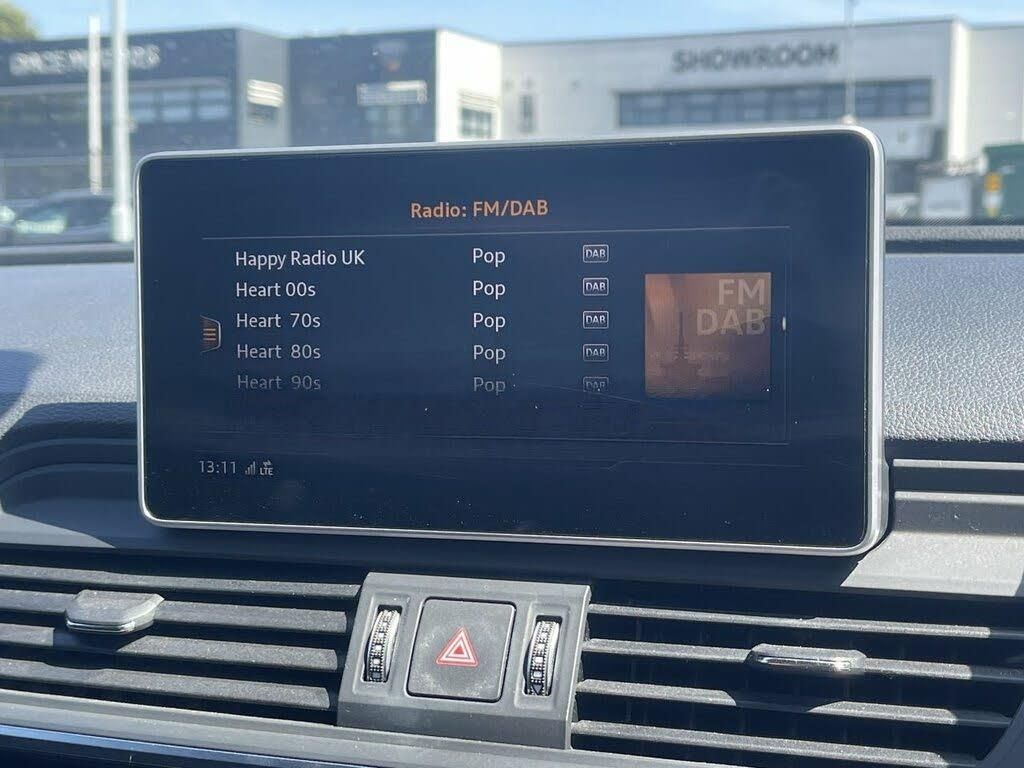 SHOWROOM
Radio: FM/DAB
Happy Radio UK Pop DAB
Heart 00s Pop DAB
Heart 70s Pop DAB
Heart 80s Pop DAB
Heart 90s Pop DAB
FM
DAB
13:11 LTE